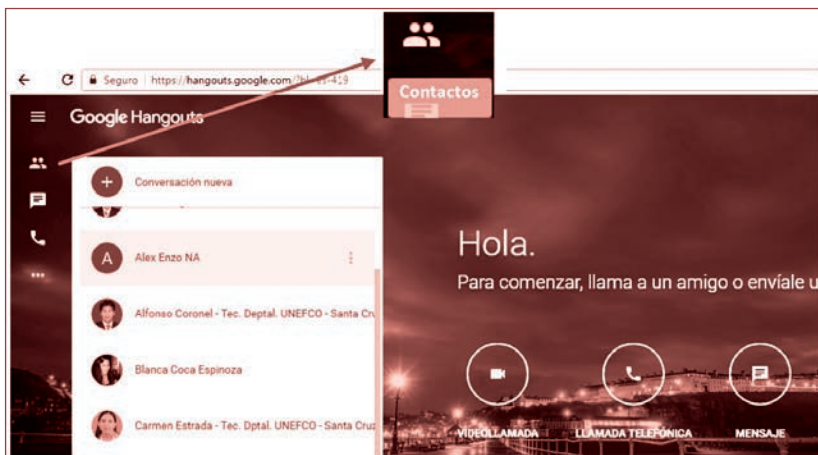 Contactos
Seguro | https://hangouts.google.com
Google Hangouts
Conversación nueva
A Alex Enzo NA
Alfonso Coronel - Tec. Deptal. UNEFCO - Santa Cru
Blanca Coca Espinoza
Carmen Estrada - Tec. Dptal. UNEFCO - Santa Cruz
Hola.
Para comenzar, llama a un amigo o envíale u
VIDEOLLAMADA LLAMADA TELEFÓNICA MENSAJE